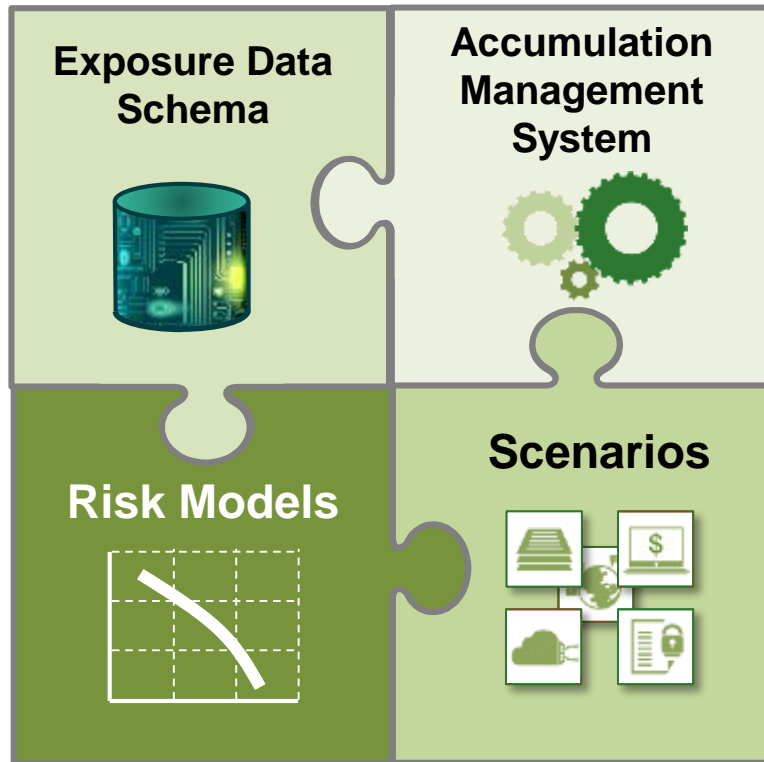 Exposure Data
Schema
Accumulation
Management
System
Risk Models
Scenarios
$